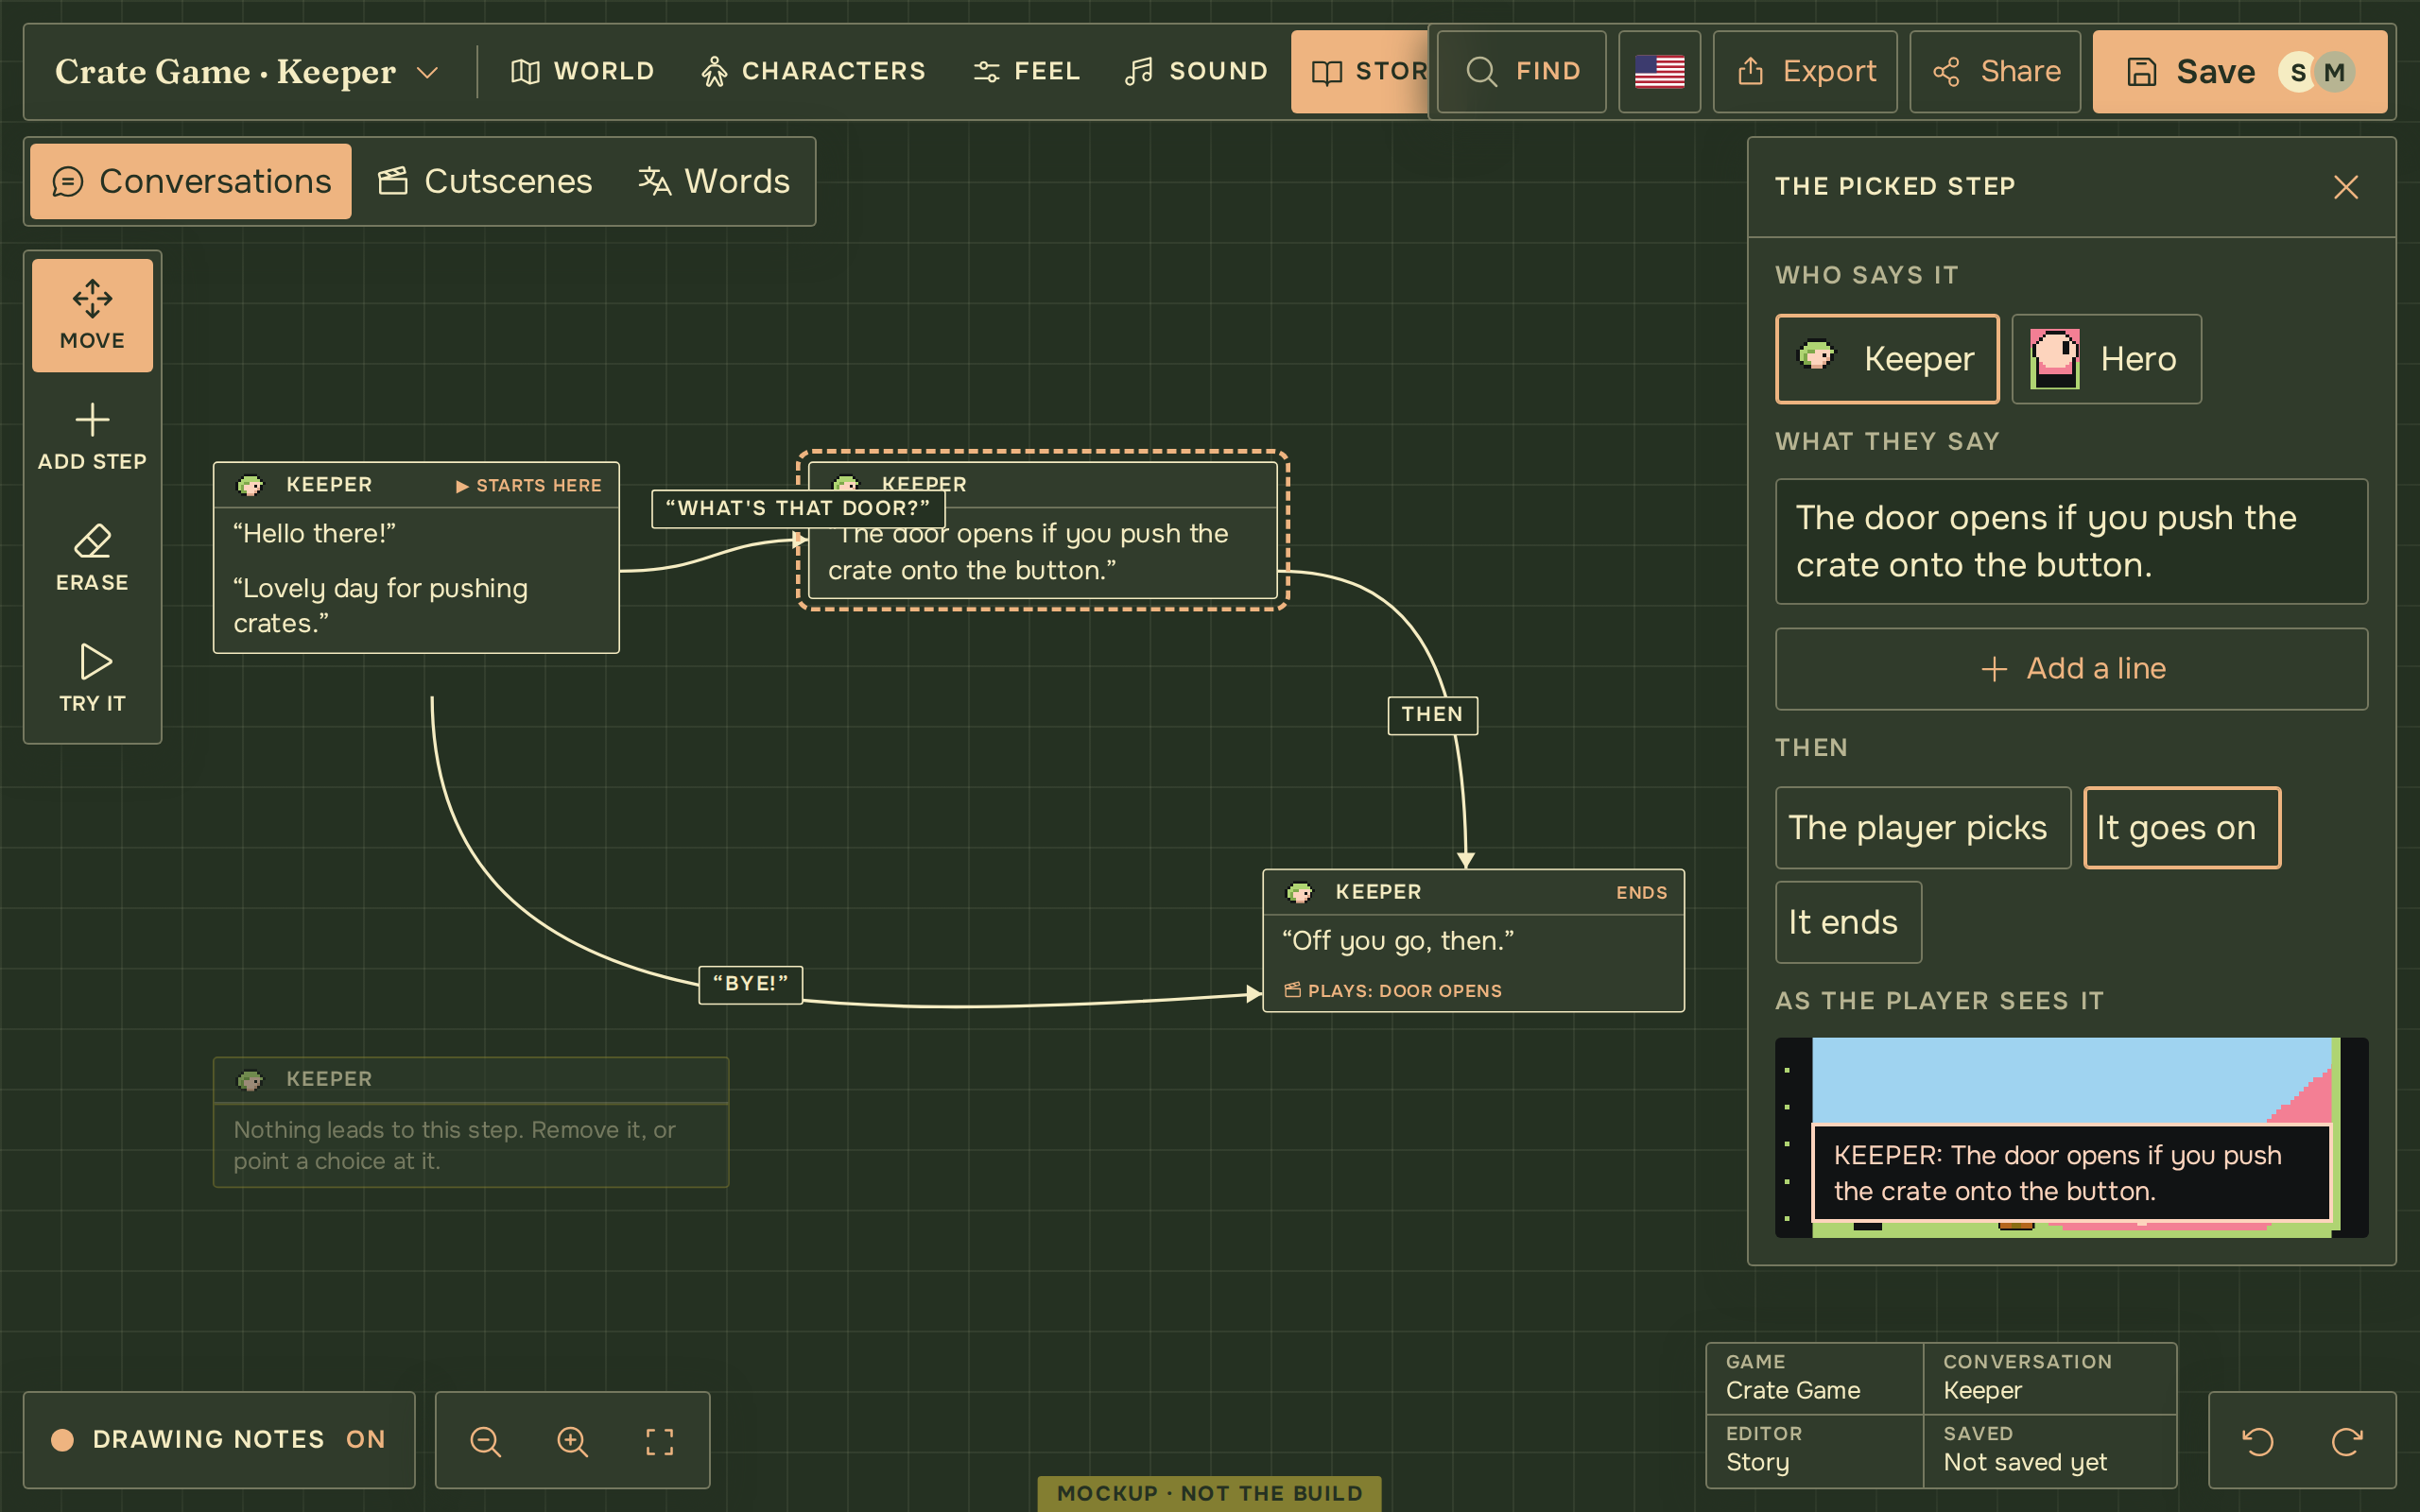 Crate Game · Keeper
WORLD
CHARACTERS
FEEL
SOUND
STOR
FIND
Export
Share
Save
S
M
Conversations
Cutscenes
Words
MOVE
ADD STEP
ERASE
TRY IT
KEEPER
▶ STARTS HERE
“Hello there!”
“Lovely day for pushing
crates.”
“WHAT'S THAT DOOR?”
KEEPER
“The door opens if you push the
crate onto the button.”
THEN
“BYE!”
KEEPER
ENDS
“Off you go, then.”
PLAYS: DOOR OPENS
KEEPER
Nothing leads to this step. Remove it, or
point a choice at it.
THE PICKED STEP
WHO SAYS IT
Keeper
Hero
WHAT THEY SAY
The door opens if you push the
crate onto the button.
Add a line
THEN
The player picks
It goes on
It ends
AS THE PLAYER SEES IT
KEEPER: The door opens if you push
the crate onto the button.
DRAWING NOTES ON
MOCKUP · NOT THE BUILD
GAME
Crate Game
CONVERSATION
Keeper
EDITOR
Story
SAVED
Not saved yet